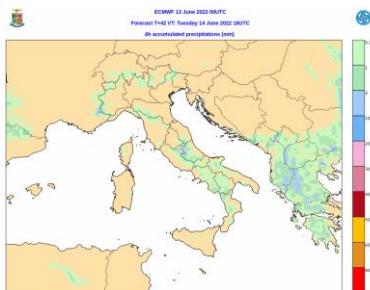 ECMWF 13 June 2022 00UTC
Forecast T+42 VT: Tuesday 14 June 2022 18UTC
6h accumulated precipitations (mm)